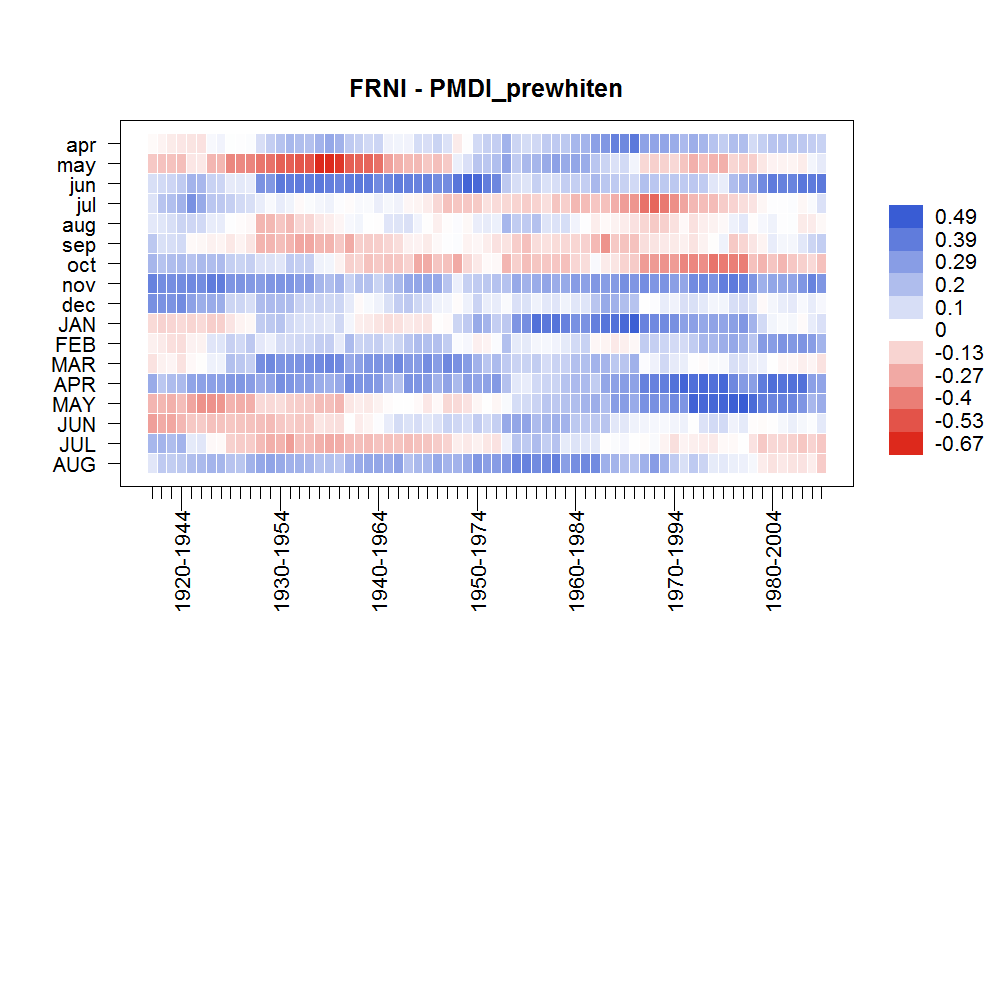 FRNI - PMDI_prewhiten
apr
may
jun
jul
aug
sep
oct
nov
dec
JAN
FEB
MAR
APR
MAY
JUN
JUL
AUG
0.49
0.39
0.29
0.2
0.1
0
-0.13
-0.27
-0.4
-0.53
-0.67
1920-1944
1930-1954
1940-1964
1950-1974
1960-1984
1970-1994
1980-2004